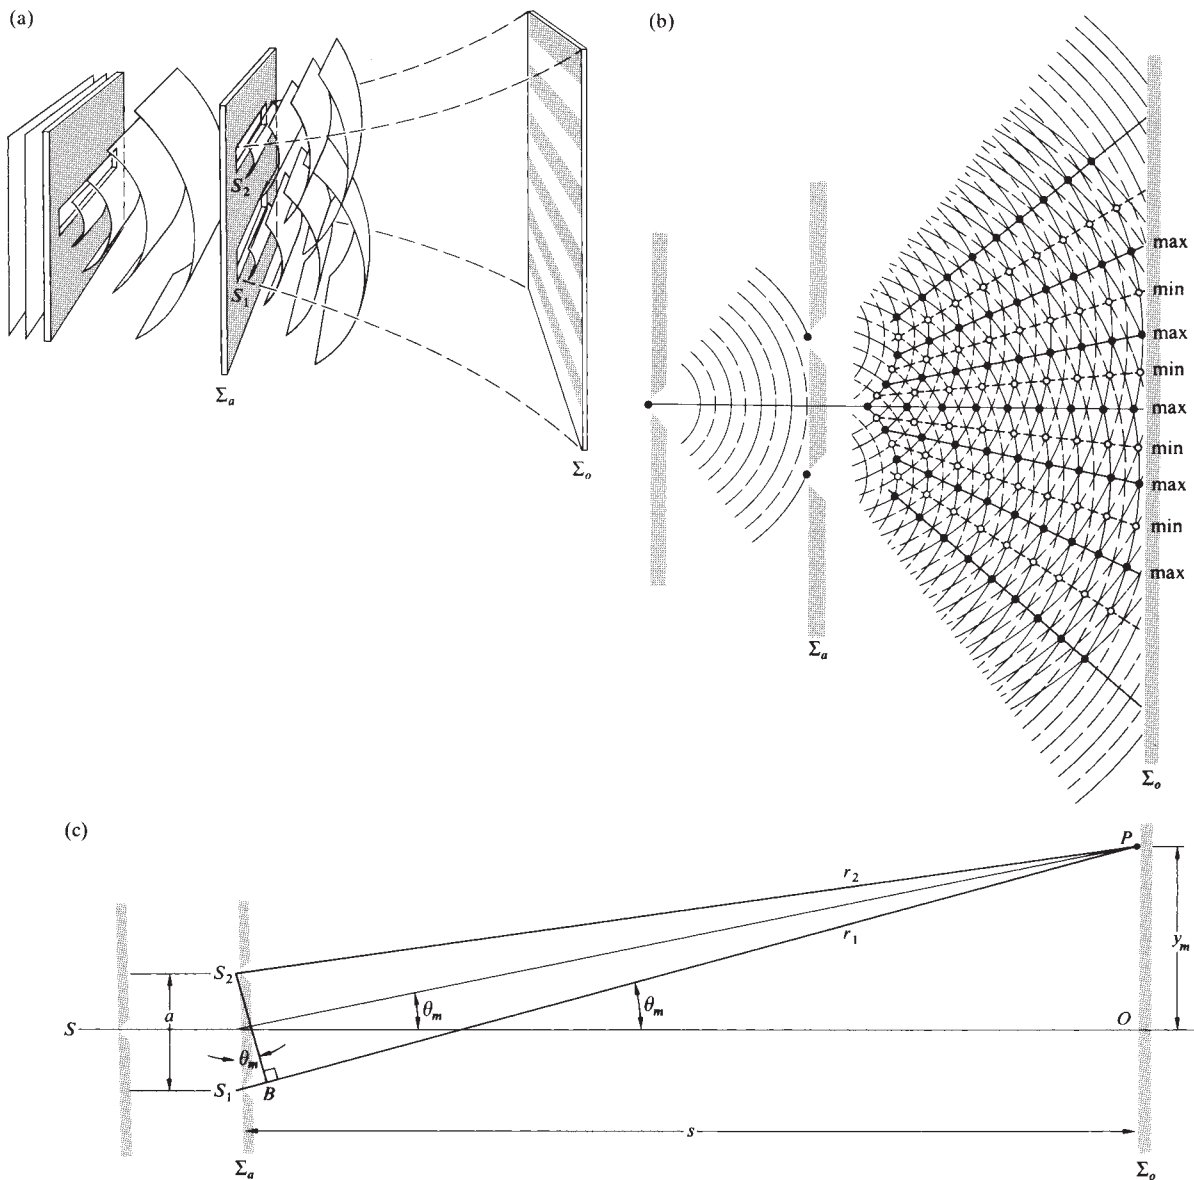 (a)
S₂
S₁
Σₐ
Σₒ
(b)
max
min
max
min
max
min
max
min
max
Σₐ
Σₒ
(c)
P
r₂
r₁
yₘ
S₂
a
θₘ
θₘ
S
O
θₘ
S₁
B
s
Σₐ
Σₒ